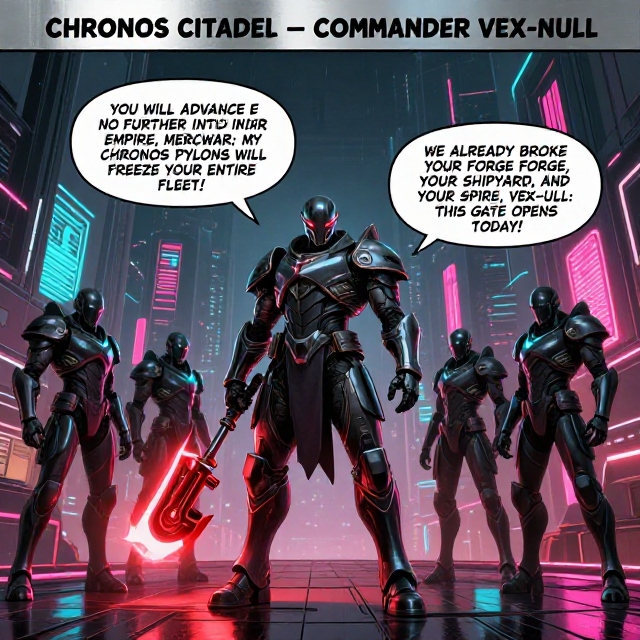 CHRONOS CITADEL — COMMANDER VEX-NULL
YOU WILL ADVANCE E
NO FURTHER INTO INIR
EMPIRE, MERCWAR: MY
CHRONOS PYLONS WILL
FREEZE YOUR ENTIRE
FLEET!
WE ALREADY BROKE
YOUR FORGE FORGE,
YOUR SHIPYARD, AND
YOUR SPIRE, VEX-ULL:
THIS GATE OPENS
TODAY!